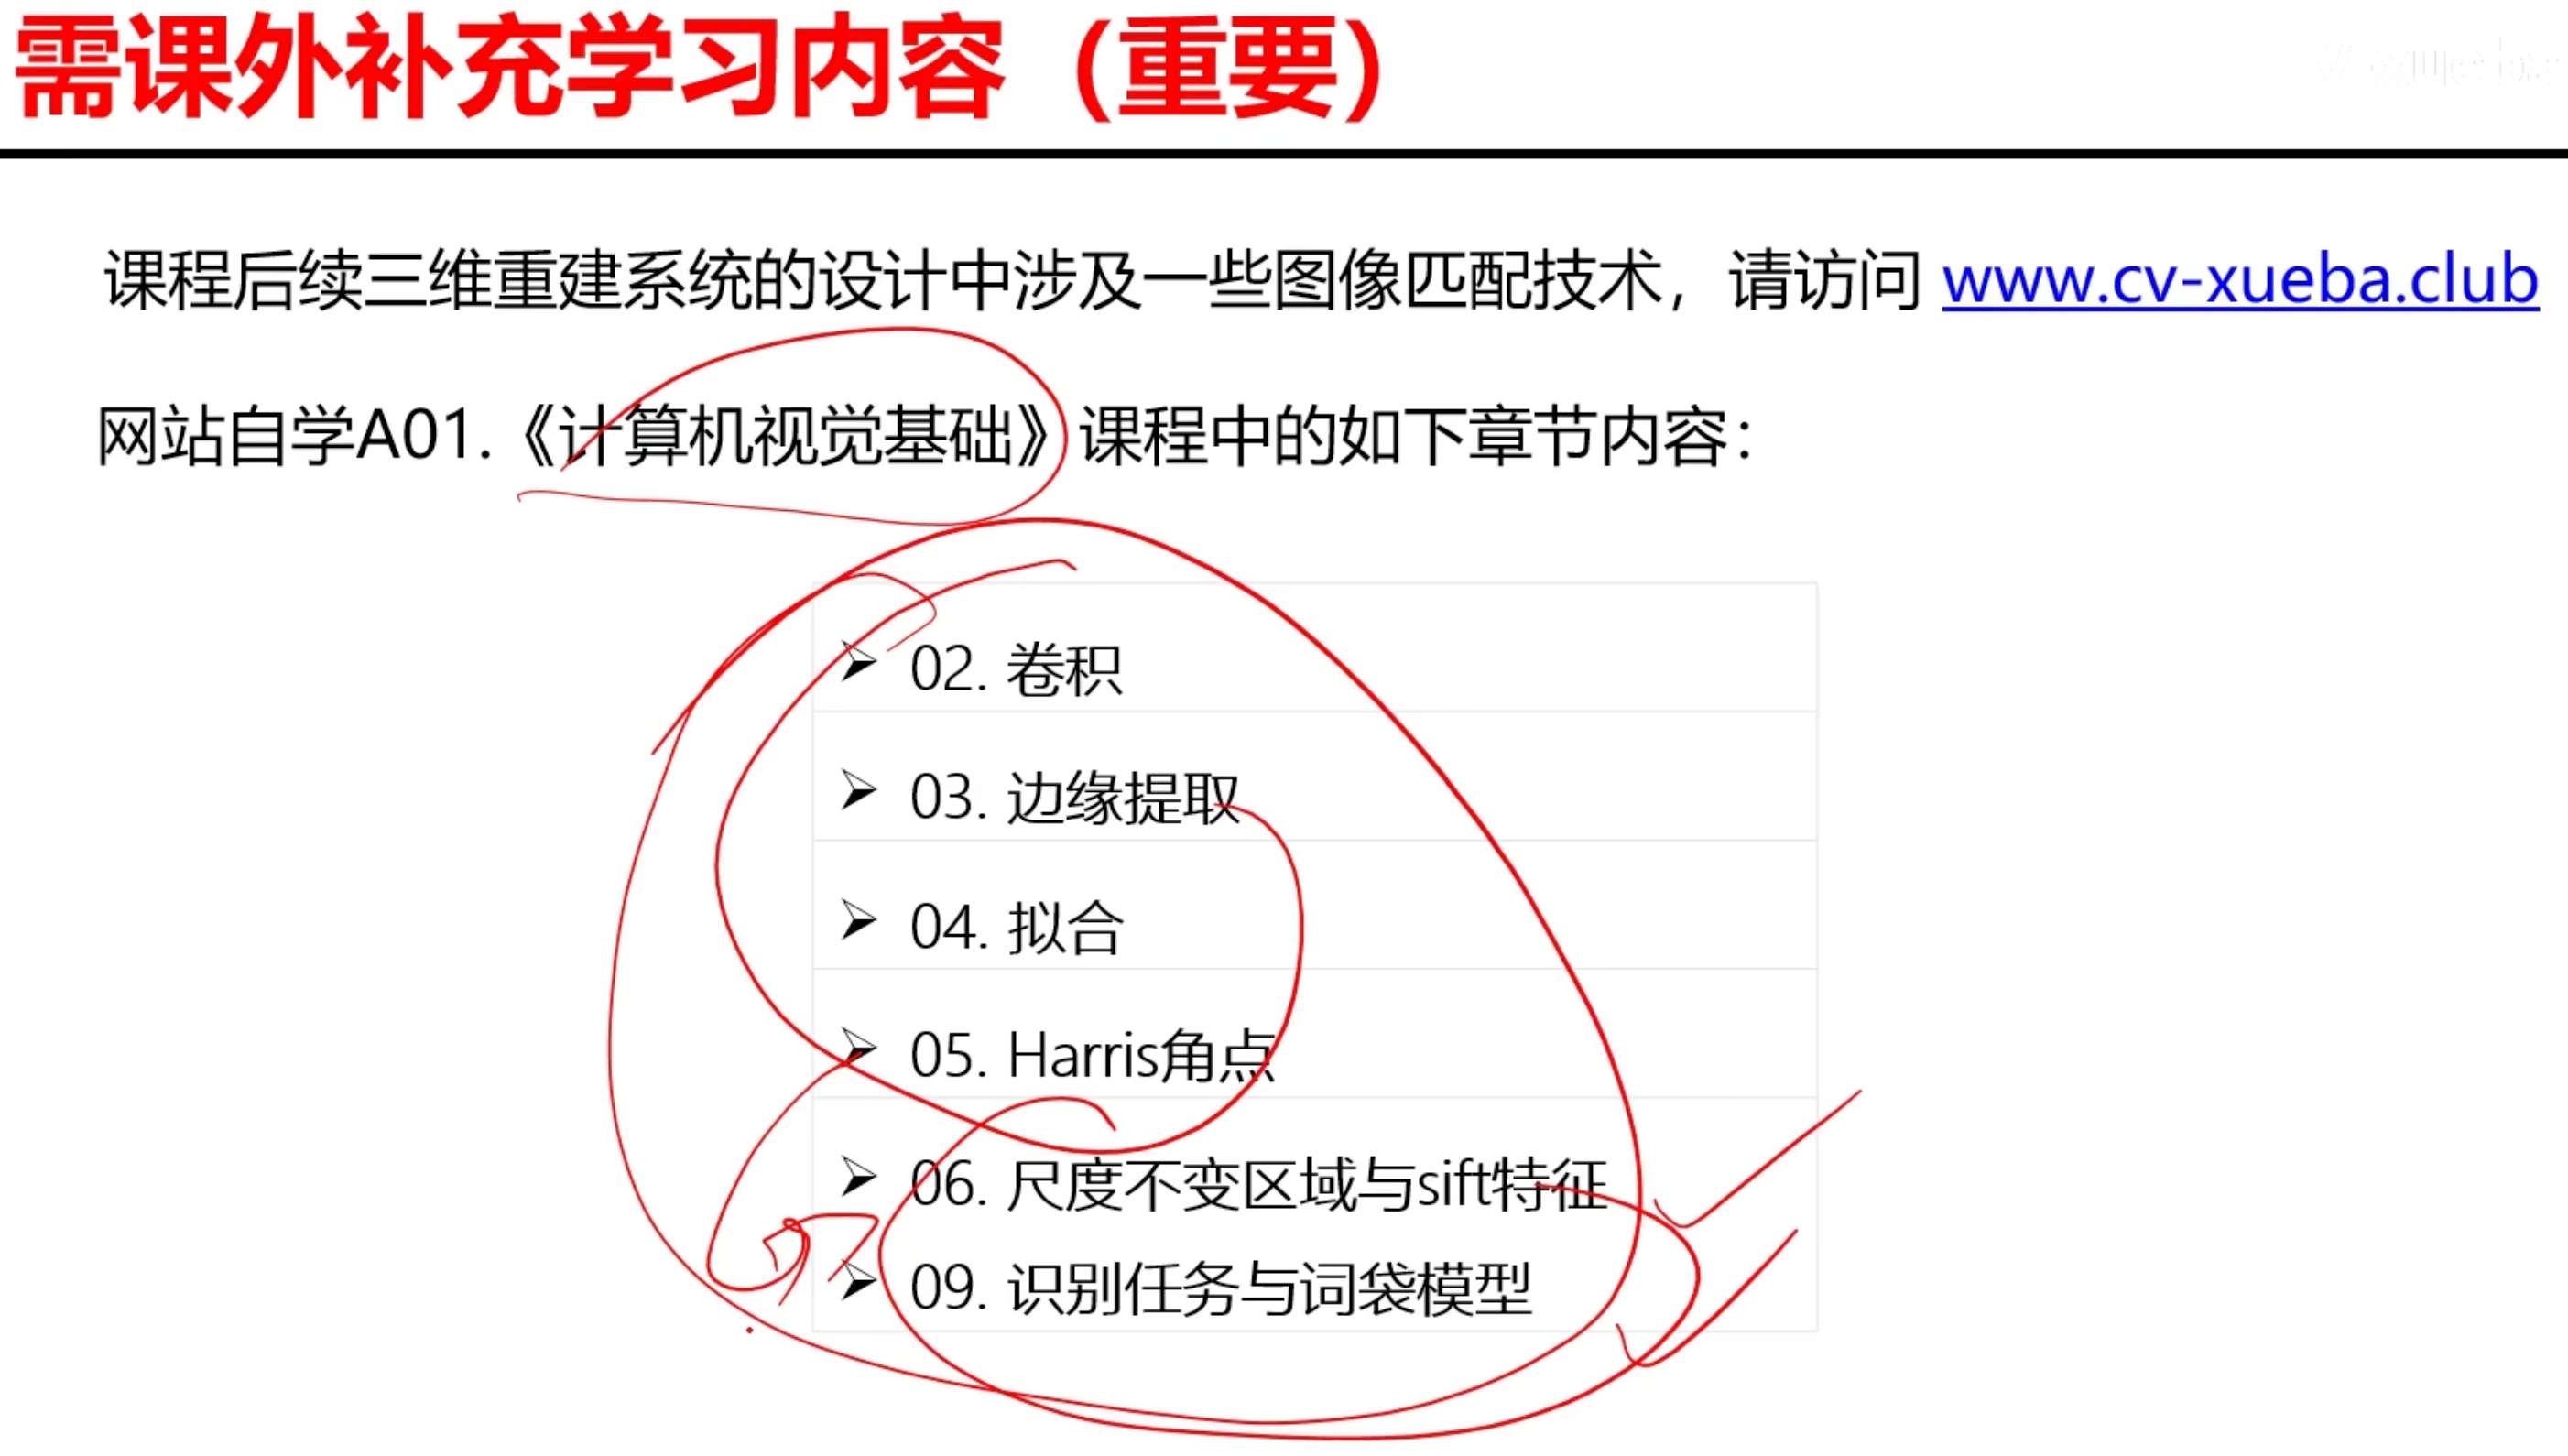 需课外补充学习内容（重要）
课程后续三维重建系统的设计中涉及一些图像匹配技术，请访问 www.cv-xueba.club
网站自学A01.《计算机视觉基础》课程中的如下章节内容：
➢ 02. 卷积
➢ 03. 边缘提取
➢ 04. 拟合
➢ 05. Harris角点
➢ 06. 尺度不变区域与sift特征
➢ 09. 识别任务与词袋模型